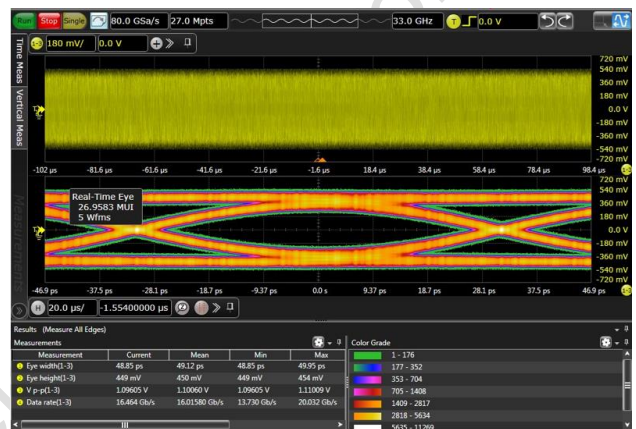 Run Stop Single 80.0 GSa/s 27.0 Mpts 33.0 GHz T 0.0 V
Time Meas
Vertical Meas
Measurements
1-3 180 mV/ 0.0 V
720 mV
540 mV
360 mV
180 mV
0.0 V
-180 mV
-360 mV
-540 mV
-720 mV
-102 µs -81.6 µs -61.6 µs -41.6 µs -21.6 µs -1.6 µs 18.4 µs 38.4 µs 58.4 µs 78.4 µs 98.4 µs
Real-Time Eye
26.9583 MUI
5 Wfms
720 mV
540 mV
360 mV
180 mV
0.0 V
-110 mV
-360 mV
-540 mV
-720 mV
-46.9 ps -37.5 ps -28.1 ps -18.7 ps -9.37 ps 0.0 s 9.37 ps 18.7 ps 28.1 ps 37.5 ps 46.9 ps
H 20.0 µs/ -1.55400000 µs
Results (Measure All Edges)
Measurements
Measurement Current Mean Min Max
Eye width(1-3) 48.85 ps 49.12 ps 48.85 ps 49.95 ps
Eye height(1-3) 449 mV 450 mV 449 mV 454 mV
V p-p(1-3) 1.09605 V 1.10060 V 1.09605 V 1.11009 V
Data rate(1-3) 16.464 Gb/s 16.01580 Gb/s 13.730 Gb/s 20.032 Gb/s
Color Grade
1 - 176
177 - 352
353 - 704
705 - 1408
1409 - 2817
2818 - 5634
5635 - 11269